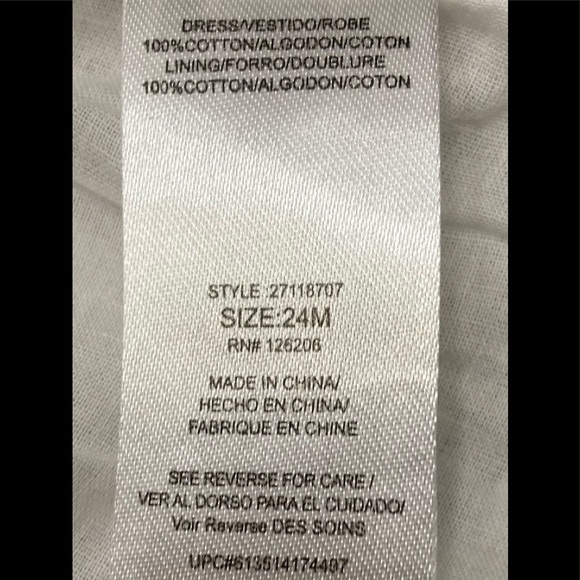 DRESS/VESTIDO/ROBE
100%COTTON/ALGODON/COTON
LINING/FORRO/DOUBLURE
100%COTTON/ALGODON/COTON
STYLE :27118707
SIZE:24M
RN# 126206
MADE IN CHINA/
HECHO EN CHINA/
FABRIQUE EN CHINE
SEE REVERSE FOR CARE /
VER AL DORSO PARA EL CUIDADO/
Voir Reverse DES SOINS
UPC#613514174497